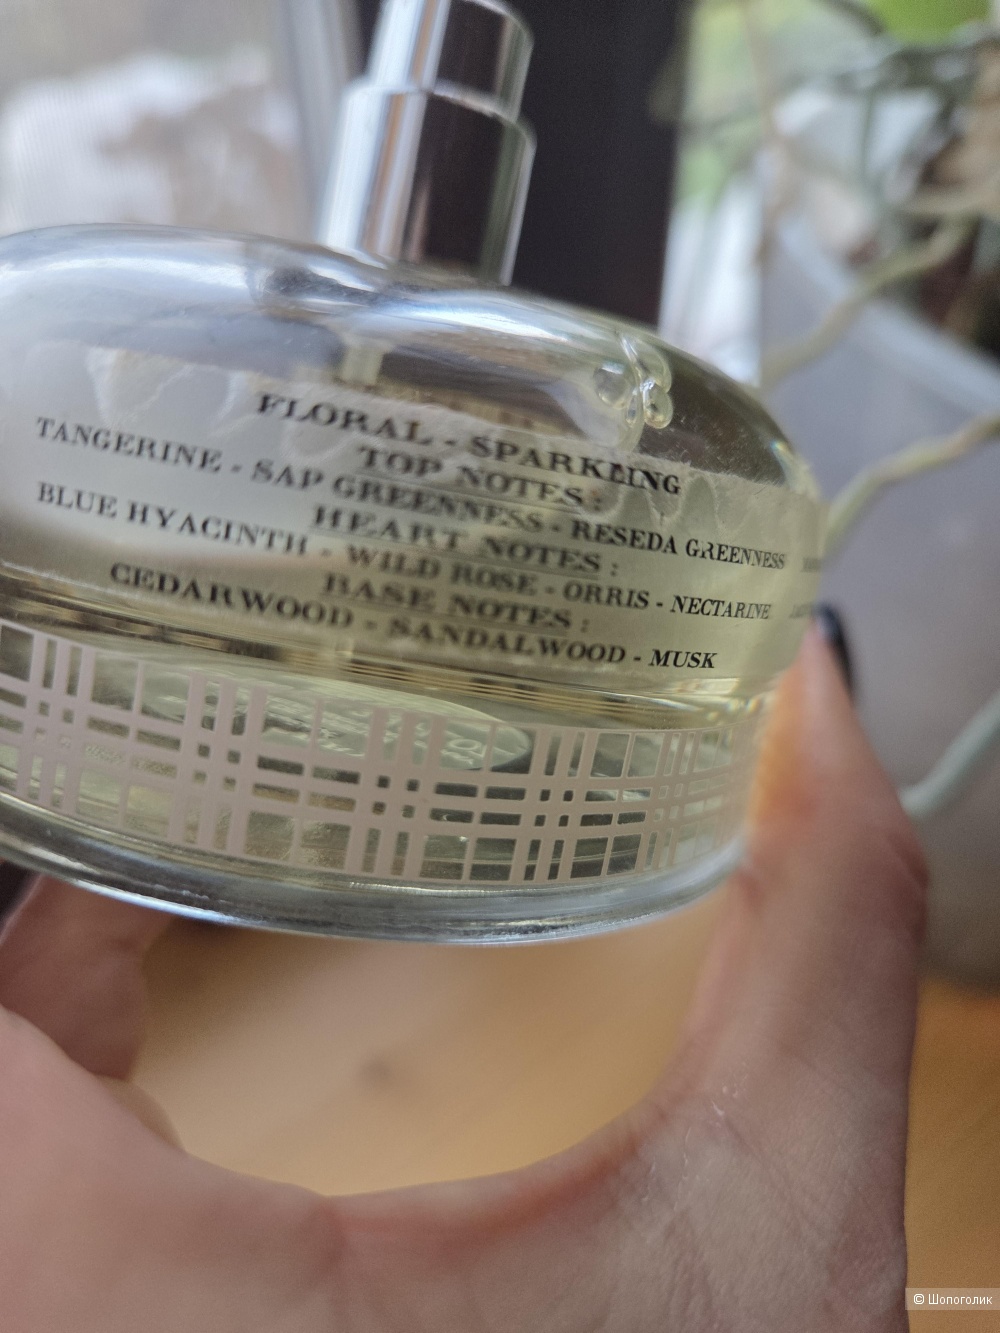 FLORAL - SPARKLING
TOP NOTES :
TANGERINE - SAP GREENNESS - RESEDA GREENNESS
HEART NOTES :
BLUE HYACINTH - WILD ROSE - ORRIS - NECTARINE
BASE NOTES :
CEDARWOOD - SANDALWOOD - MUSK
© Шопоголик